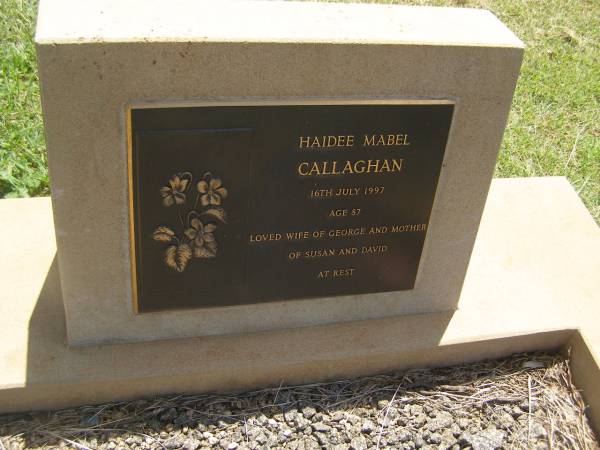 HAIDEE MABEL
CALLAGHAN
16TH JULY 1997
AGE 87
LOVED WIFE OF GEORGE AND MOTHER
OF SUSAN AND DAVID
AT REST